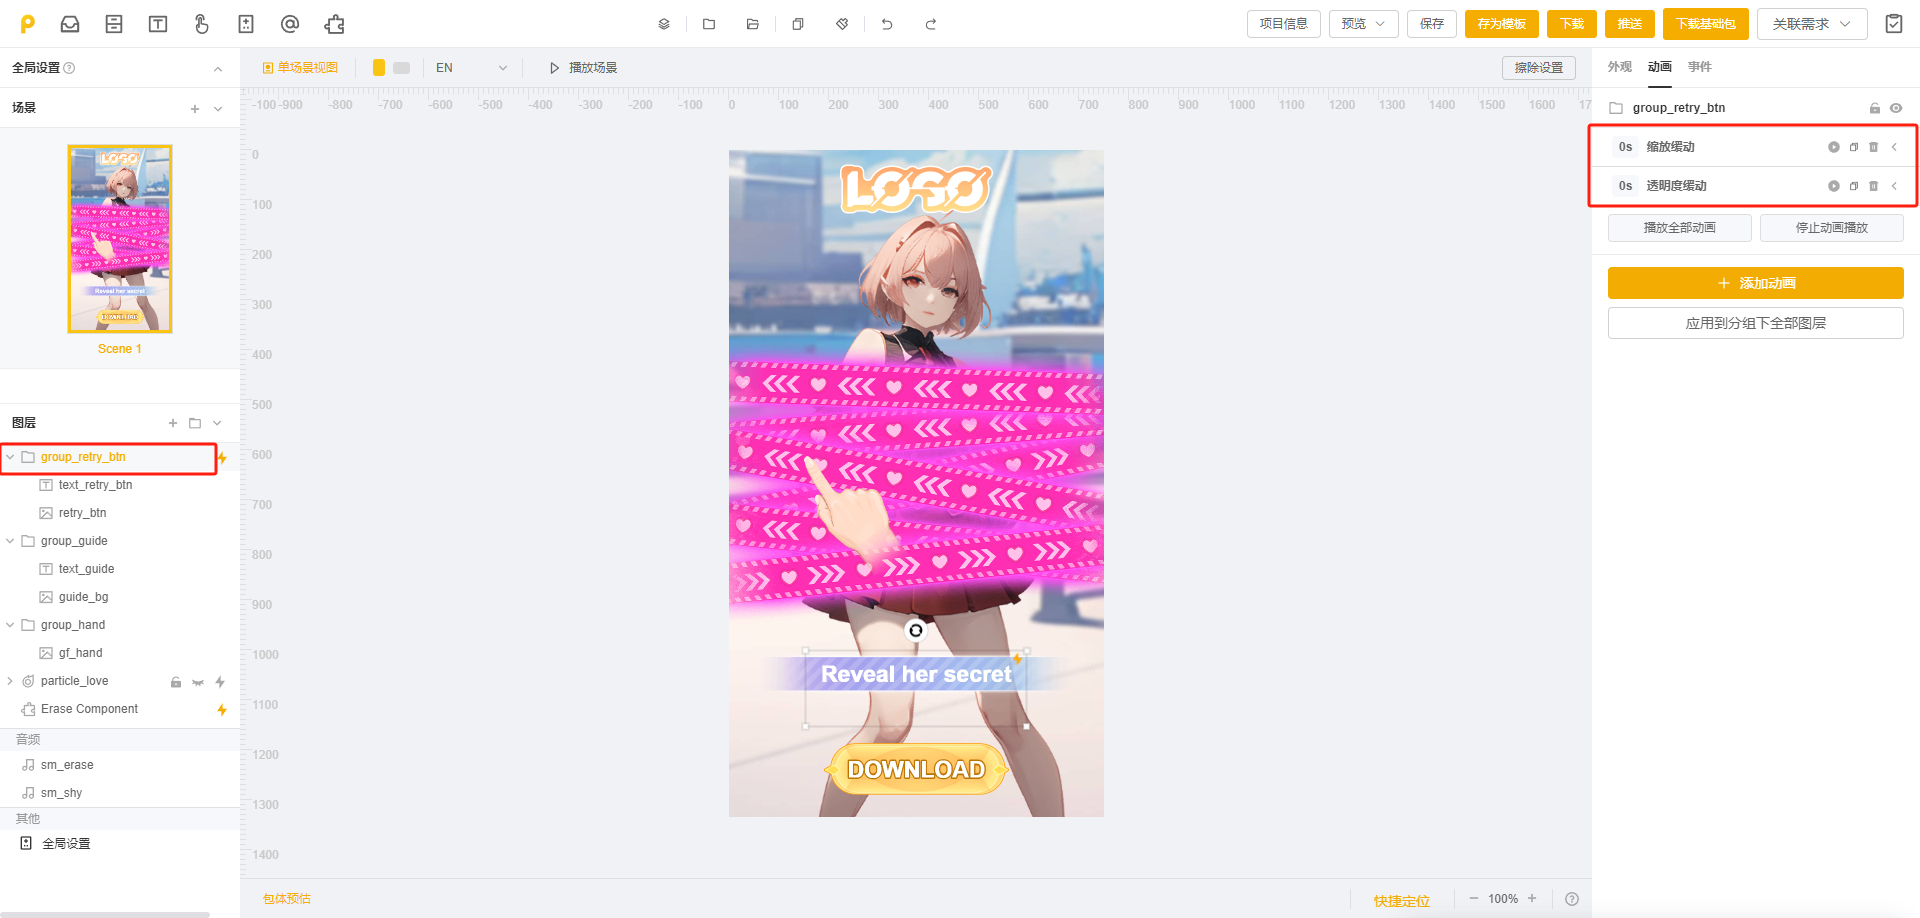 项目信息
预览
保存
存为模板
下载
推送
下载基础包
关联需求
全局设置
单场景视图
EN
播放场景
擦除设置
外观
动画
事件
场景
-100 -900 -800 -700 -600 -500 -400 -300 -200 -100 0 100 200 300 400 500 600 700 800 900 1000 1100 1200 1300 1400 1500 1600 17
group_retry_btn
0s 缩放缓动
0s 透明度缓动
播放全部动画
停止动画播放
添加动画
应用到分组下全部图层
LOSO
Reveal her secret
DOWNLOAD
Scene 1
图层
group_retry_btn
text_retry_btn
retry_btn
group_guide
text_guide
guide_bg
group_hand
gf_hand
particle_love
Erase Component
音频
sm_erase
sm_shy
其他
全局设置
0
100
200
300
400
500
600
700
800
900
1000
1100
1200
1300
1400
LOSO
Reveal her secret
DOWNLOAD
包体预估
快捷定位
100%